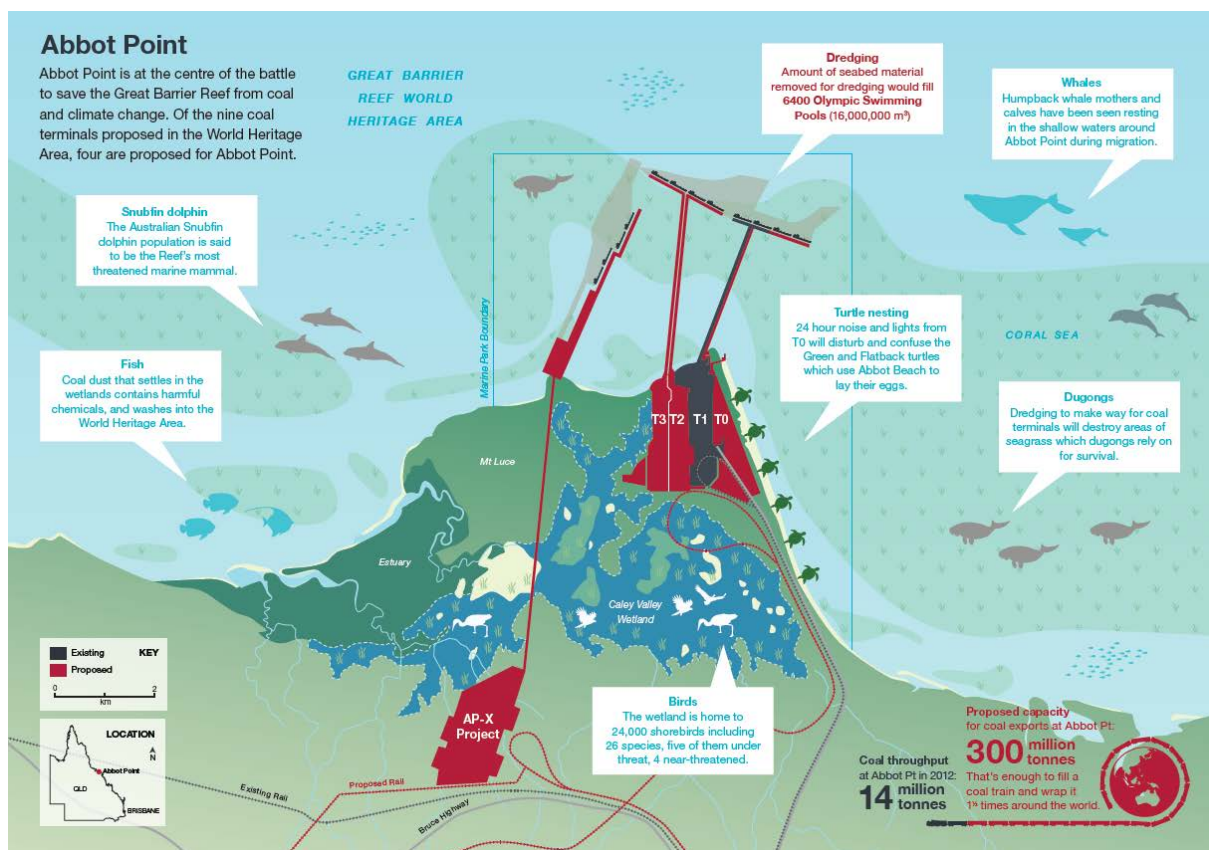 Abbot Point
Abbot Point is at the centre of the battle
to save the Great Barrier Reef from coal
and climate change. Of the nine coal
terminals proposed in the World Heritage
Area, four are proposed for Abbot Point.
GREAT BARRIER
REEF WORLD
HERITAGE AREA
Dredging
Amount of seabed material
removed for dredging would fill
6400 Olympic Swimming
Pools (16,000,000 m³)
Whales
Humpback whale mothers and
calves have been seen resting
in the shallow waters around
Abbot Point during migration.
Snubfin dolphin
The Australian Snubfin
dolphin population is said
to be the Reef's most
threatened marine mammal.
Marine Park Boundary
Turtle nesting
24 hour noise and lights from
T0 will disturb and confuse the
Green and Flatback turtles
which use Abbot Beach to
lay their eggs.
CORAL SEA
Fish
Coal dust that settles in the
wetlands contains harmful
chemicals, and washes into the
World Heritage Area.
Dugongs
Dredging to make way for coal
terminals will destroy areas of
seagrass which dugongs rely on
for survival.
T3 T2 T1 T0
Mt Luce
Estuary
Caley Valley
Wetland
Existing KEY
Proposed
0 2
km
LOCATION
N
Abbot Point
QLD
BRISBANE
AP-X
Project
Birds
The wetland is home to
24,000 shorebirds including
26 species, five of them under
threat, 4 near-threatened.
Proposed Rail
Existing Rail
Bruce Highway
Coal throughput
at Abbot Pt in 2012:
14 million
tonnes
Proposed capacity
for coal exports at Abbot Pt:
300 million
tonnes
That's enough to fill a
coal train and wrap it
times around the world.